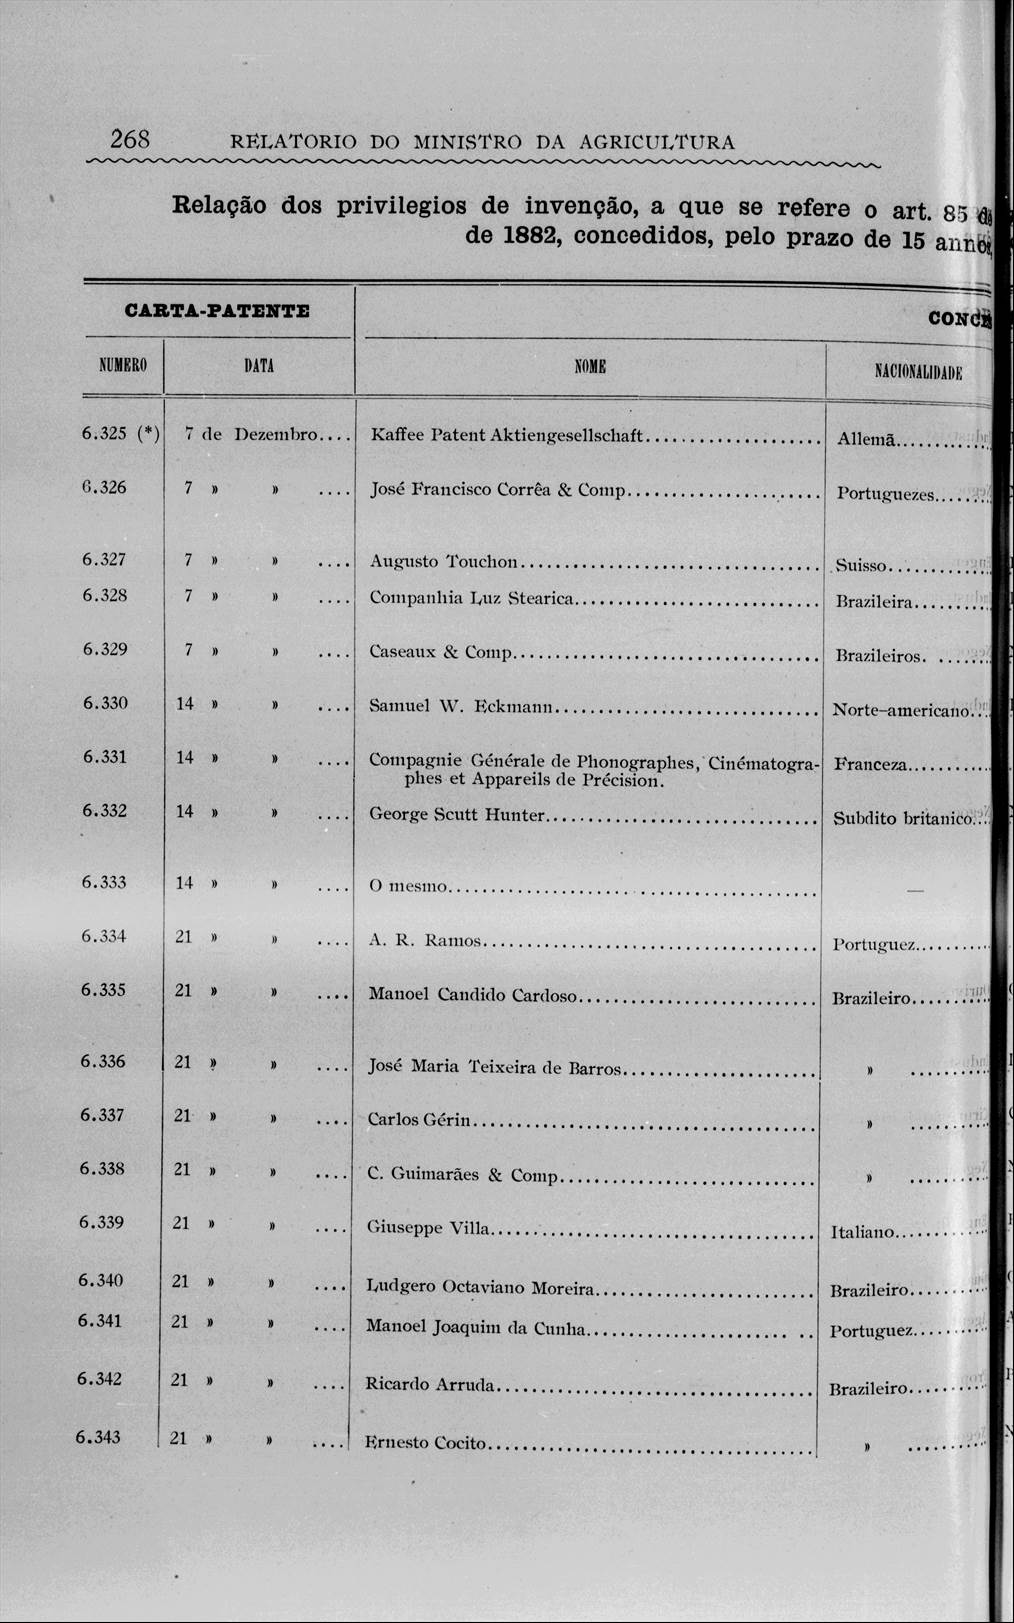 268 RELATORIO DO MINISTRO DA AGRICULTURA
Relação dos privilegios de invenção, a que se refere o art. 85
de 1882, concedidos, pelo prazo de 15 annos,
CARTA-PATENTE
NUMERO DATA NOME NACIONALIDADE
6.325 (*) 7 de Dezembro.... Kaffee Patent Aktiengesellschaft.................... Allemã............
6.326 7 » » .... José Francisco Corrêa & Comp...................... Portuguezes........
6.327 7 » » .... Augusto Touchon.................................. Suisso............
6.328 7 » » .... Companhia Luz Stearica............................ Brazileira..........
6.329 7 » » .... Caseaux & Comp................................... Brazileiros........
6.330 14 » » .... Samuel W. Eckmann.............................. Norte-americano...
6.331 14 » » .... Compagnie Générale de Phonographes, Cinématogra- Franceza..........
phes et Appareils de Précision.
6.332 14 » » .... George Scutt Hunter............................... Subdito britanico...
6.333 14 » » .... O mesmo.......................................... —
6.334 21 » » .... A. R. Ramos...................................... Portuguez..........
6.335 21 » » .... Manoel Candido Cardoso........................... Brazileiro..........
6.336 21 » » .... José Maria Teixeira de Barros...................... » ..........
6.337 21 » » .... Carlos Gérin....................................... » ..........
6.338 21 » » .... C. Guimarães & Comp............................. » ..........
6.339 21 » » .... Giuseppe Villa..................................... Italiano............
6.340 21 » » .... Ludgero Octaviano Moreira......................... Brazileiro..........
6.341 21 » » .... Manoel Joaquim da Cunha........................ .. Portuguez..........
6.342 21 » » .... Ricardo Arruda.................................... Brazileiro..........
6.343 21 » » .... Ernesto Cocito..................................... » ..........